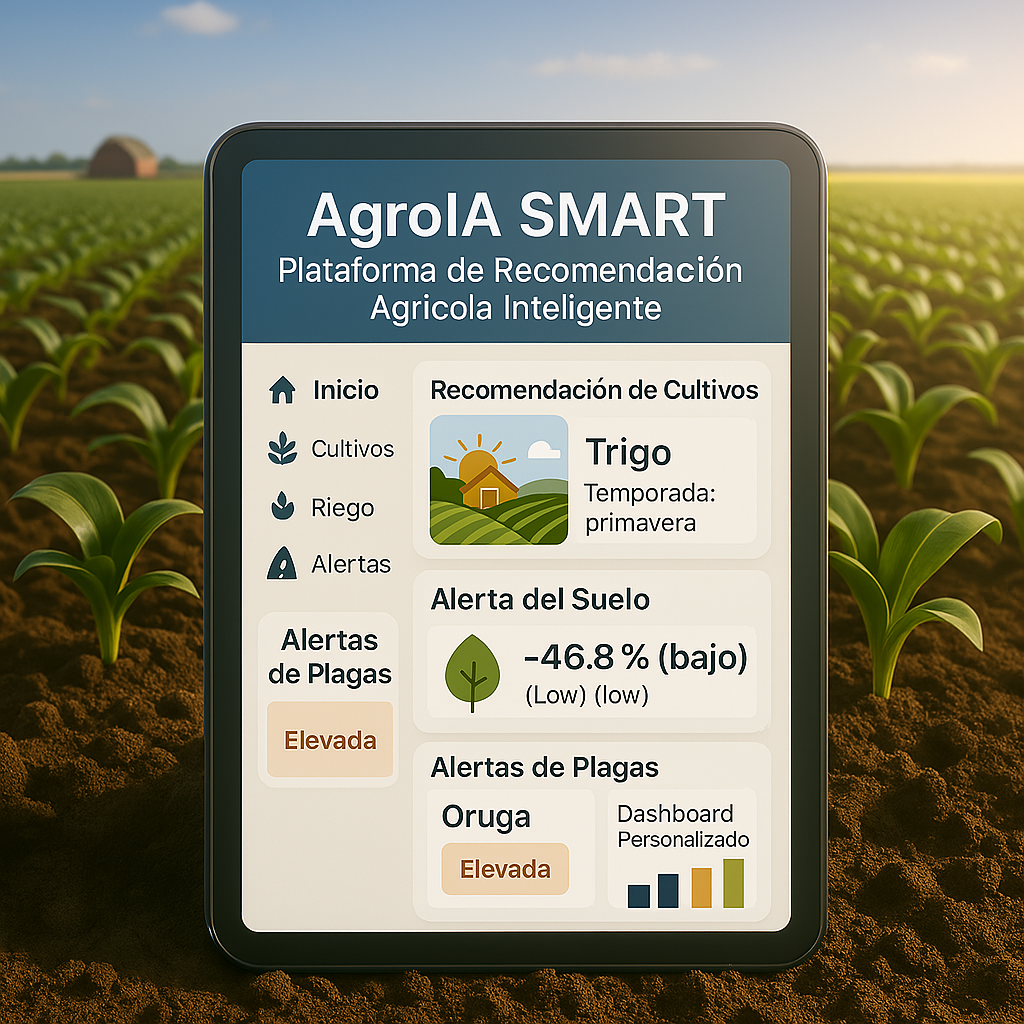 AgroIA SMART
Plataforma de Recomendación
Agricola Inteligente
Inicio
Cultivos
Riego
Alertas
Alertas
de Plagas
Elevada
Recomendación de Cultivos
Trigo
Temporada:
primavera
Alerta del Suelo
-46.8 % (bajo)
(Low) (low)
Alertas de Plagas
Oruga
Elevada
Dashboard
Personalizado